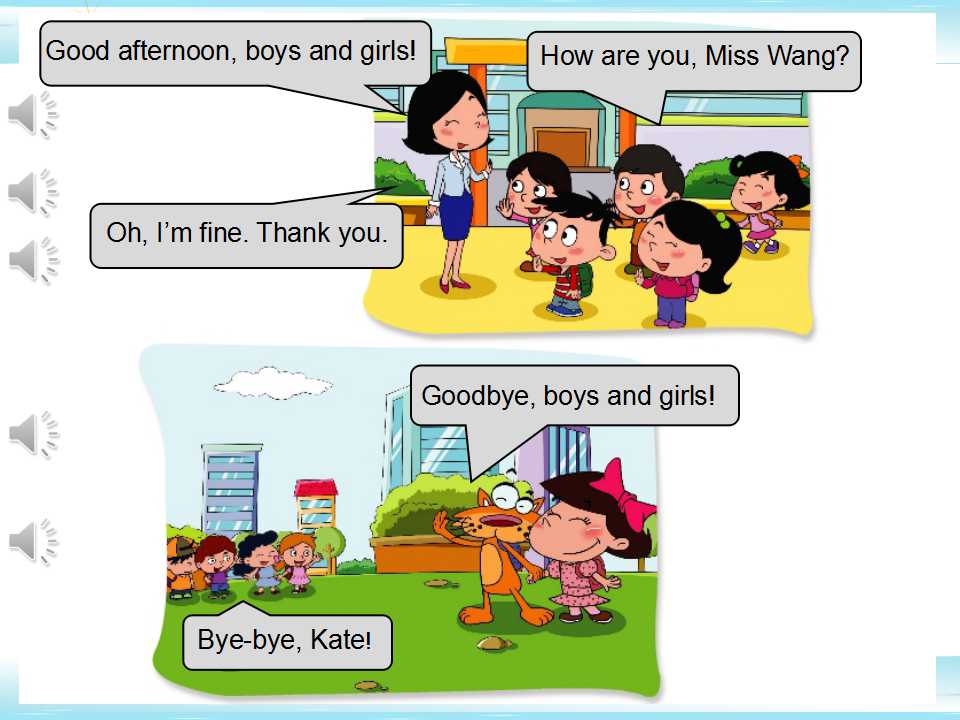 Good afternoon, boys and girls!
How are you, Miss Wang?
Oh, I’m fine. Thank you.
Goodbye, boys and girls!
Bye-bye, Kate!